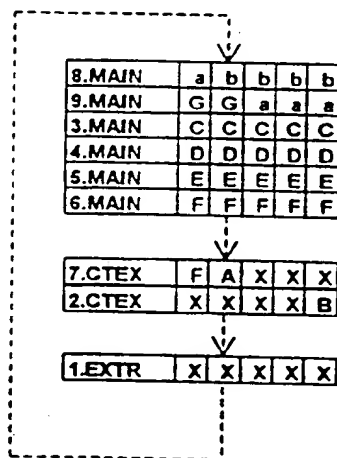 8.MAIN a b b b b
9.MAIN G G a a a
3.MAIN C C C C C
4.MAIN D D D D D
5.MAIN E E E E E
6.MAIN F F F F F
7.CTEX F A X X X
2.CTEX X X X X B
1.EXTR X X X X X